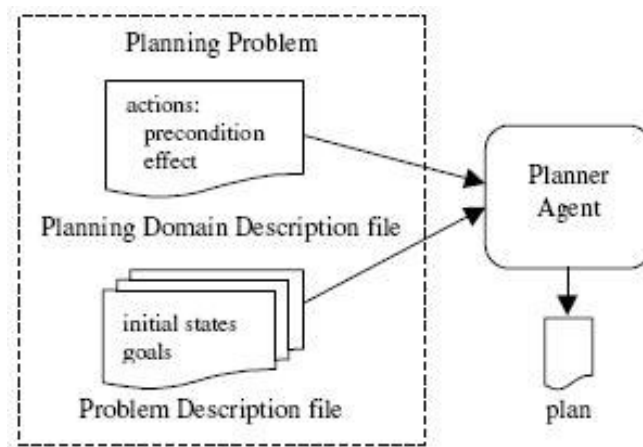 Planning Problem
actions:
precondition
effect
Planning Domain Description file
initial states
goals
Problem Description file
Planner
Agent
plan